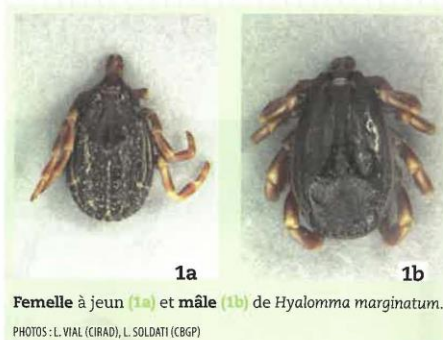 1a
1b
Femelle à jeun (1a) et mâle (1b) de Hyalomma marginatum.
PHOTOS : L. VIAL (CIRAD), L. SOLDATI (CBGP)